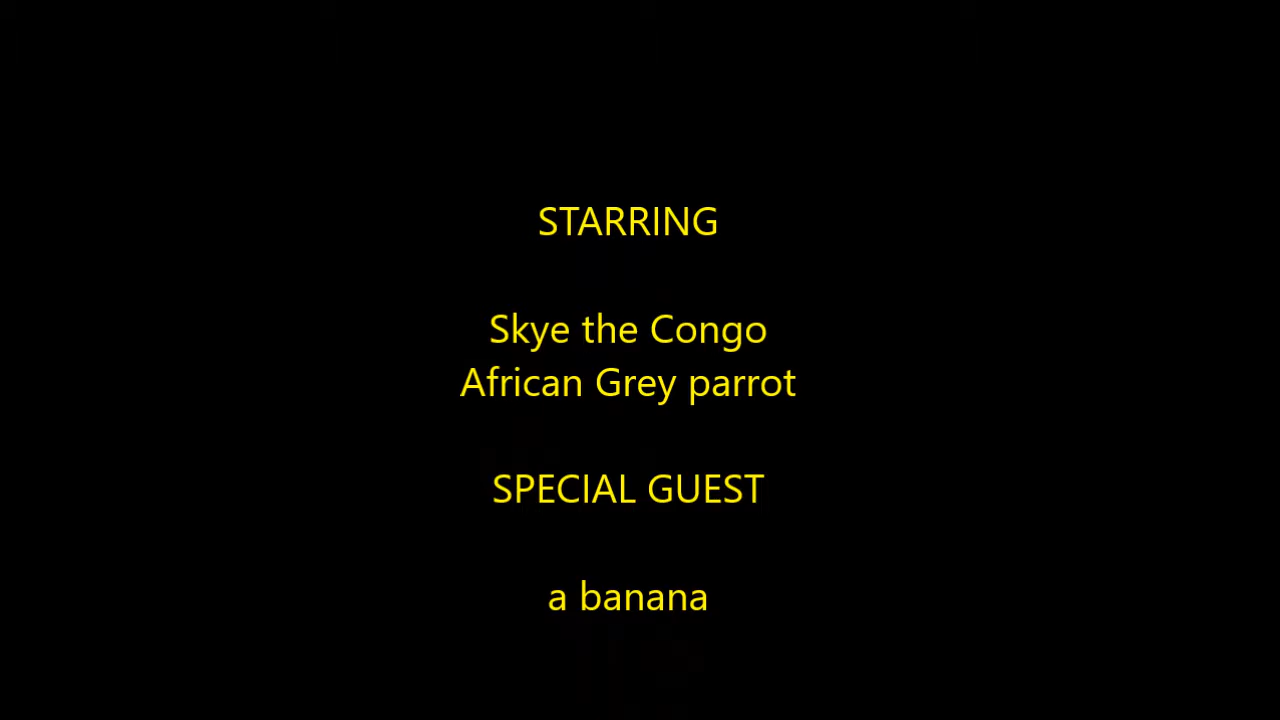 STARRING
Skye the Congo
African Grey parrot
SPECIAL GUEST
a banana